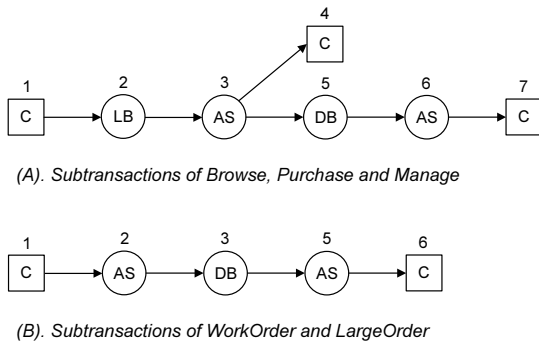 4
C
1 2 3 5 6 7
C LB AS DB AS C
(A). Subtransactions of Browse, Purchase and Manage
1 2 3 5 6
C AS DB AS C
(B). Subtransactions of WorkOrder and LargeOrder